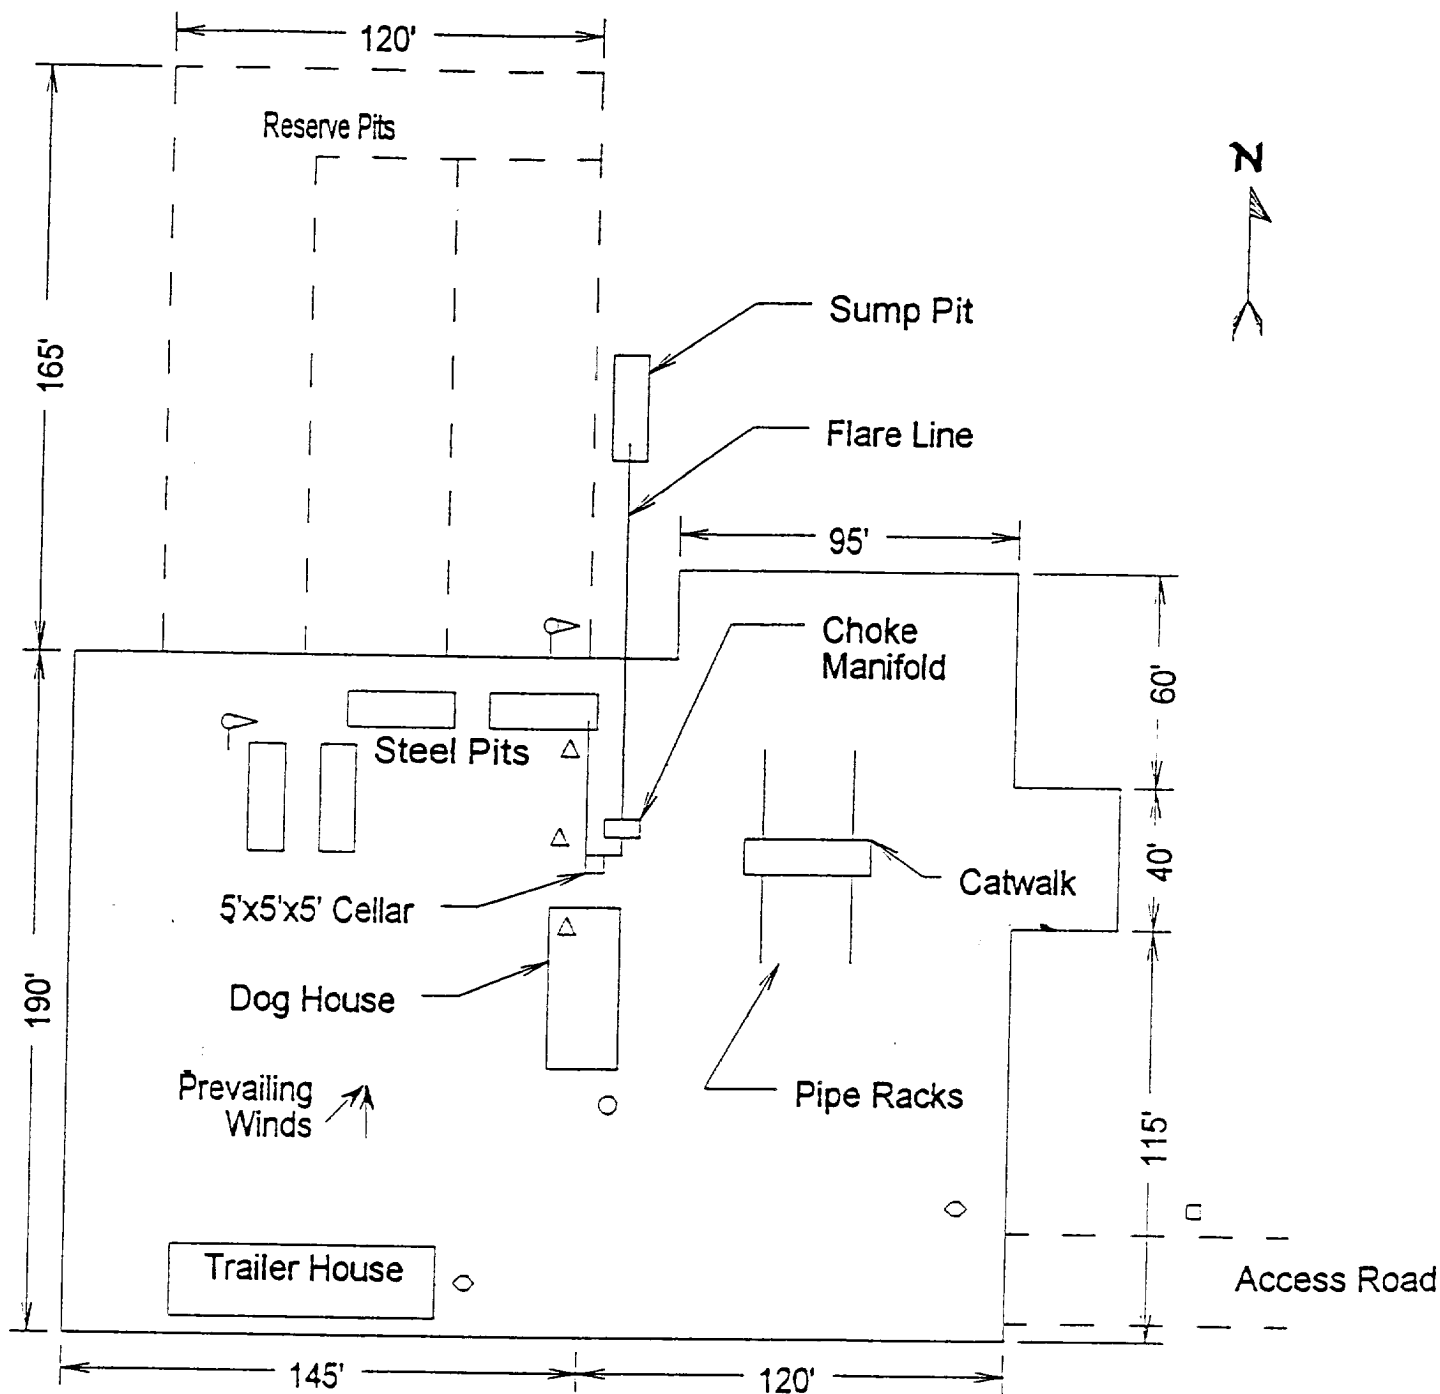 120'
Reserve Pits
N
Sump Pit
165'
Flare Line
95'
Choke
Manifold
60'
Steel Pits
40'
Catwalk
5'x5'x5' Cellar
Dog House
190'
Prevailing
Winds
Pipe Racks
115'
Trailer House
Access Road
145'
120'